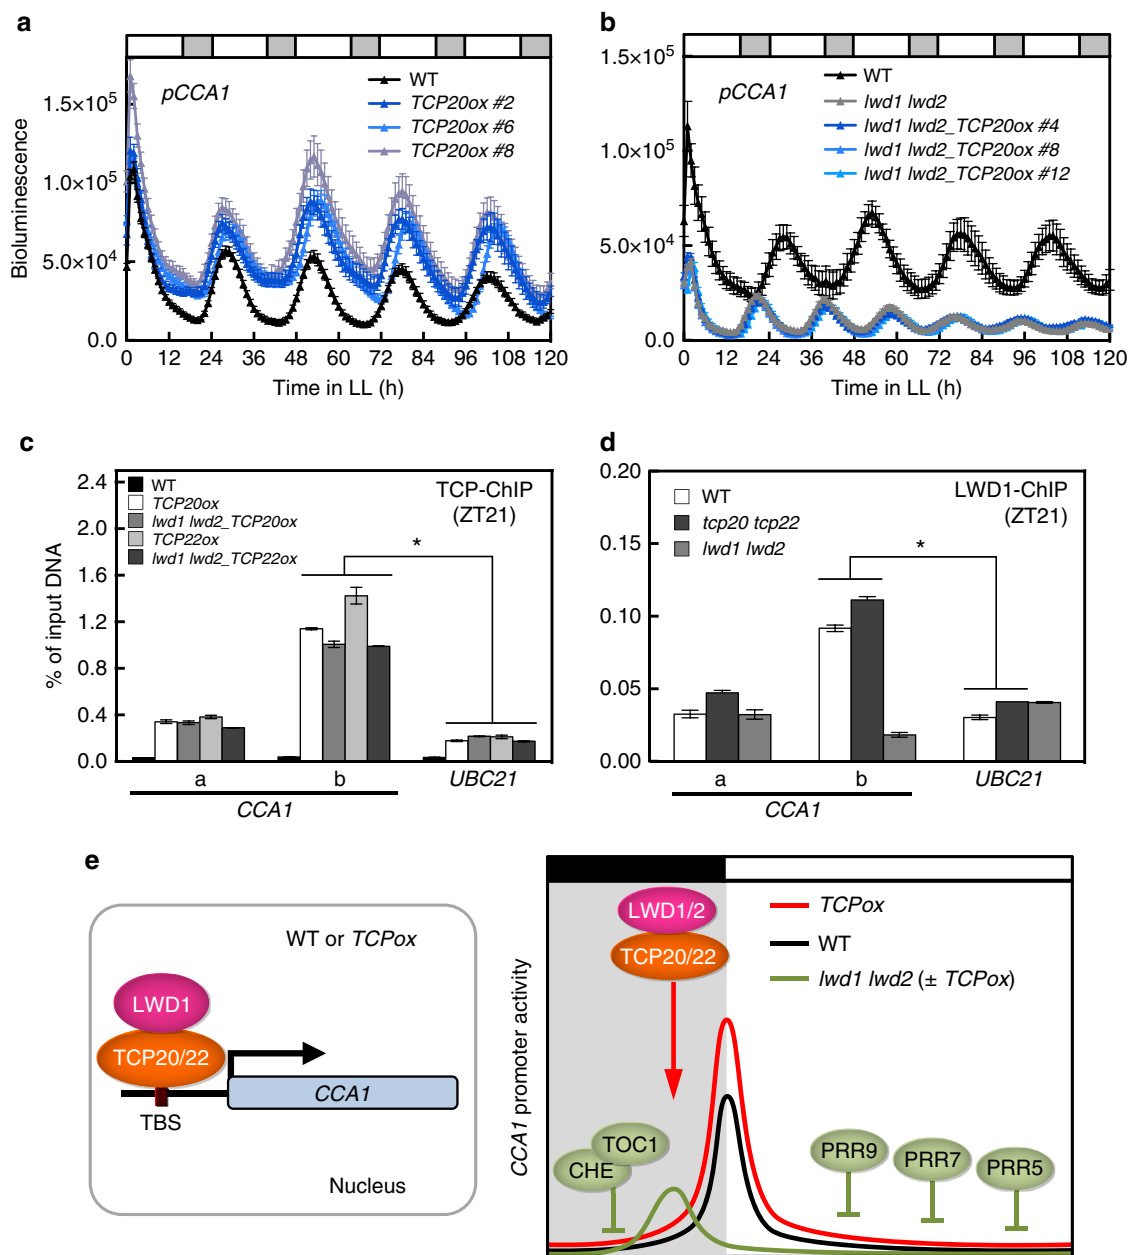 a
pCCA1
WT
TCP20ox #2
TCP20ox #6
TCP20ox #8
Bioluminescence
1.5×10⁵
1.0×10⁵
5.0×10⁴
0.0
0 12 24 36 48 60 72 84 96 108 120
Time in LL (h)
b
pCCA1
WT
lwd1 lwd2
lwd1 lwd2_TCP20ox #4
lwd1 lwd2_TCP20ox #8
lwd1 lwd2_TCP20ox #12
1.5×10⁵
1.0×10⁵
5.0×10⁴
0.0
0 12 24 36 48 60 72 84 96 108 120
Time in LL (h)
c
WT
TCP20ox
lwd1 lwd2_TCP20ox
TCP22ox
lwd1 lwd2_TCP22ox
TCP-ChIP
(ZT21)
*
% of input DNA
2.4
2.0
1.6
1.2
0.8
0.4
0.0
a b UBC21
CCA1
d
WT
tcp20 tcp22
lwd1 lwd2
LWD1-ChIP
(ZT21)
*
0.20
0.15
0.10
0.05
0.00
a b UBC21
CCA1
e
WT or TCPox
LWD1
TCP20/22
CCA1
TBS
Nucleus
CCA1 promoter activity
LWD1/2
TCP20/22
TCPox
WT
lwd1 lwd2 (± TCPox)
TOC1
CHE
PRR9
PRR7
PRR5